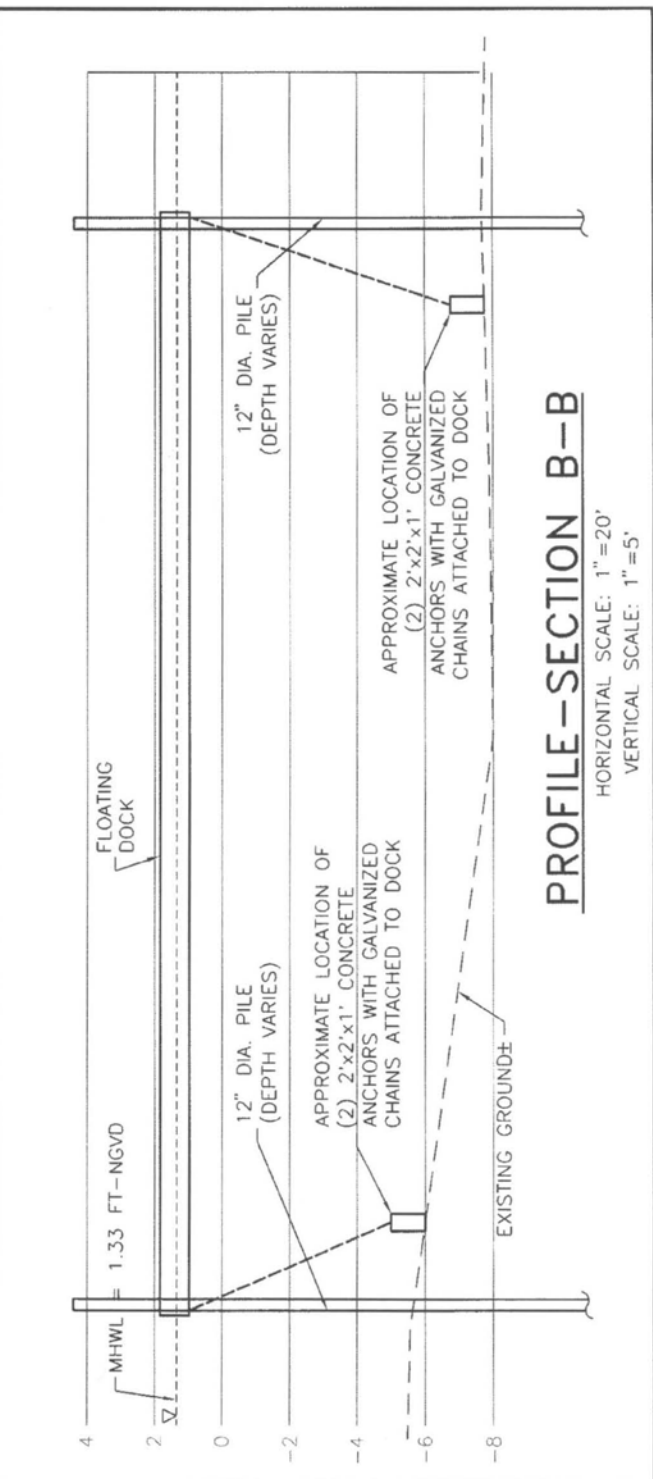 MHWL = 1.33 FT-NGVD
FLOATING
DOCK
4
2
0
-2
-4
-6
-8
12" DIA. PILE
(DEPTH VARIES)
APPROXIMATE LOCATION OF
(2) 2'x2'x1' CONCRETE
ANCHORS WITH GALVANIZED
CHAINS ATTACHED TO DOCK
12" DIA. PILE
(DEPTH VARIES)
APPROXIMATE LOCATION OF
(2) 2'x2'x1' CONCRETE
ANCHORS WITH GALVANIZED
CHAINS ATTACHED TO DOCK
EXISTING GROUND±
PROFILE-SECTION B-B
HORIZONTAL SCALE: 1"=20'
VERTICAL SCALE: 1"=5'